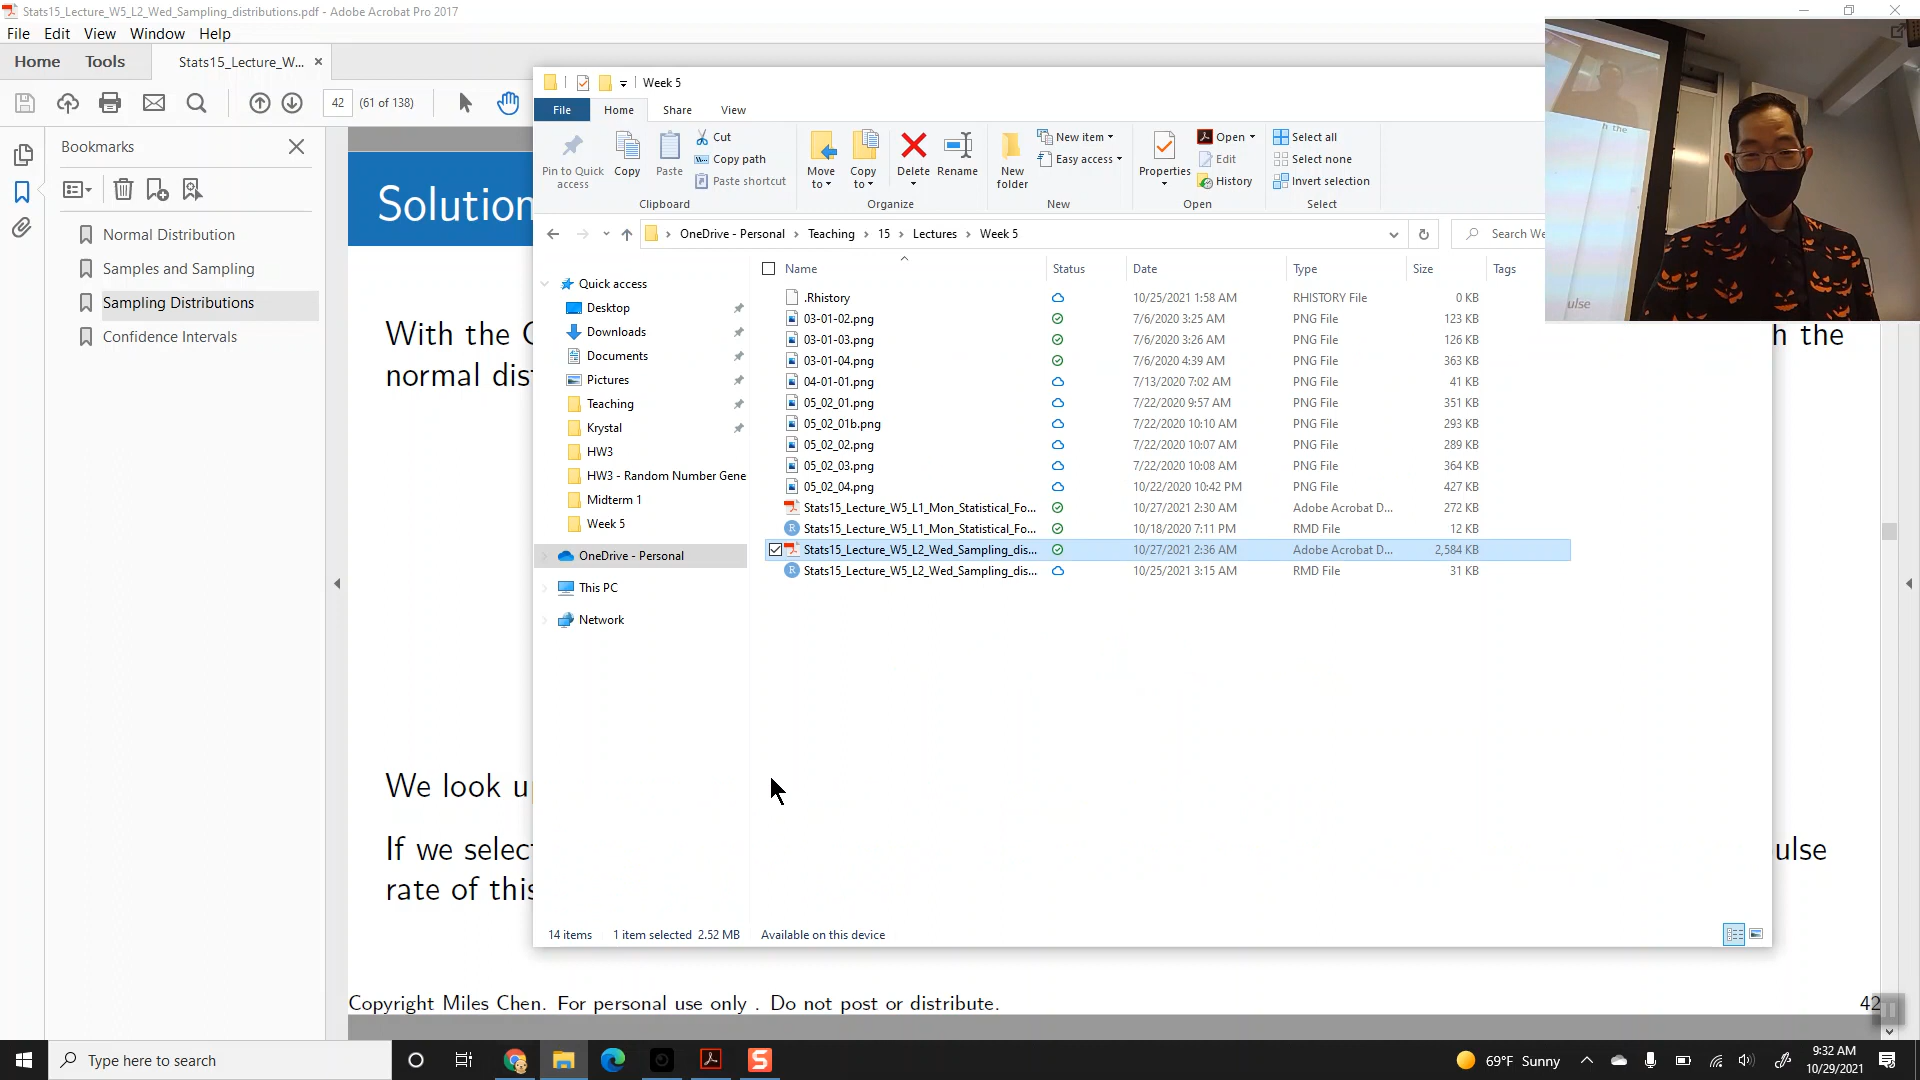 Stats15_Lecture_W5_L2_Wed_Sampling_distributions.pdf - Adobe Acrobat Pro 2017
File Edit View Window Help
Home Tools Stats15_Lecture_W... ×
42 (61 of 138)
Bookmarks
Normal Distribution
Samples and Sampling
Sampling Distributions
Confidence Intervals
Solution
With the C
h the
normal dis
We look up
If we select
ulse
rate of this
Copyright Miles Chen. For personal use only . Do not post or distribute.
42
Week 5
File Home Share View
Pin to Quick access
Copy
Paste
Cut
Copy path
Paste shortcut
Clipboard
Move to
Copy to
Delete
Rename
Organize
New folder
New item
Easy access
New
Properties
Open
Edit
History
Open
Select all
Select none
Invert selection
Select
OneDrive - Personal › Teaching › 15 › Lectures › Week 5
Search We
Quick access
Desktop
Downloads
Documents
Pictures
Teaching
Krystal
HW3
HW3 - Random Number Gene
Midterm 1
Week 5
OneDrive - Personal
This PC
Network
Name Status Date Type Size Tags
.Rhistory 10/25/2021 1:58 AM RHISTORY File 0 KB
03-01-02.png 7/6/2020 3:25 AM PNG File 123 KB
03-01-03.png 7/6/2020 3:26 AM PNG File 126 KB
03-01-04.png 7/6/2020 4:39 AM PNG File 363 KB
04-01-01.png 7/13/2020 7:02 AM PNG File 41 KB
05_02_01.png 7/22/2020 9:57 AM PNG File 351 KB
05_02_01b.png 7/22/2020 10:10 AM PNG File 293 KB
05_02_02.png 7/22/2020 10:07 AM PNG File 289 KB
05_02_03.png 7/22/2020 10:08 AM PNG File 364 KB
05_02_04.png 10/22/2020 10:42 PM PNG File 427 KB
Stats15_Lecture_W5_L1_Mon_Statistical_Fo... 10/27/2021 2:30 AM Adobe Acrobat D... 272 KB
Stats15_Lecture_W5_L1_Mon_Statistical_Fo... 10/18/2020 7:11 PM RMD File 12 KB
Stats15_Lecture_W5_L2_Wed_Sampling_dis... 10/27/2021 2:36 AM Adobe Acrobat D... 2,584 KB
Stats15_Lecture_W5_L2_Wed_Sampling_dis... 10/25/2021 3:15 AM RMD File 31 KB
14 items 1 item selected 2.52 MB Available on this device
h the
ulse
Type here to search
69°F Sunny
9:32 AM
10/29/2021